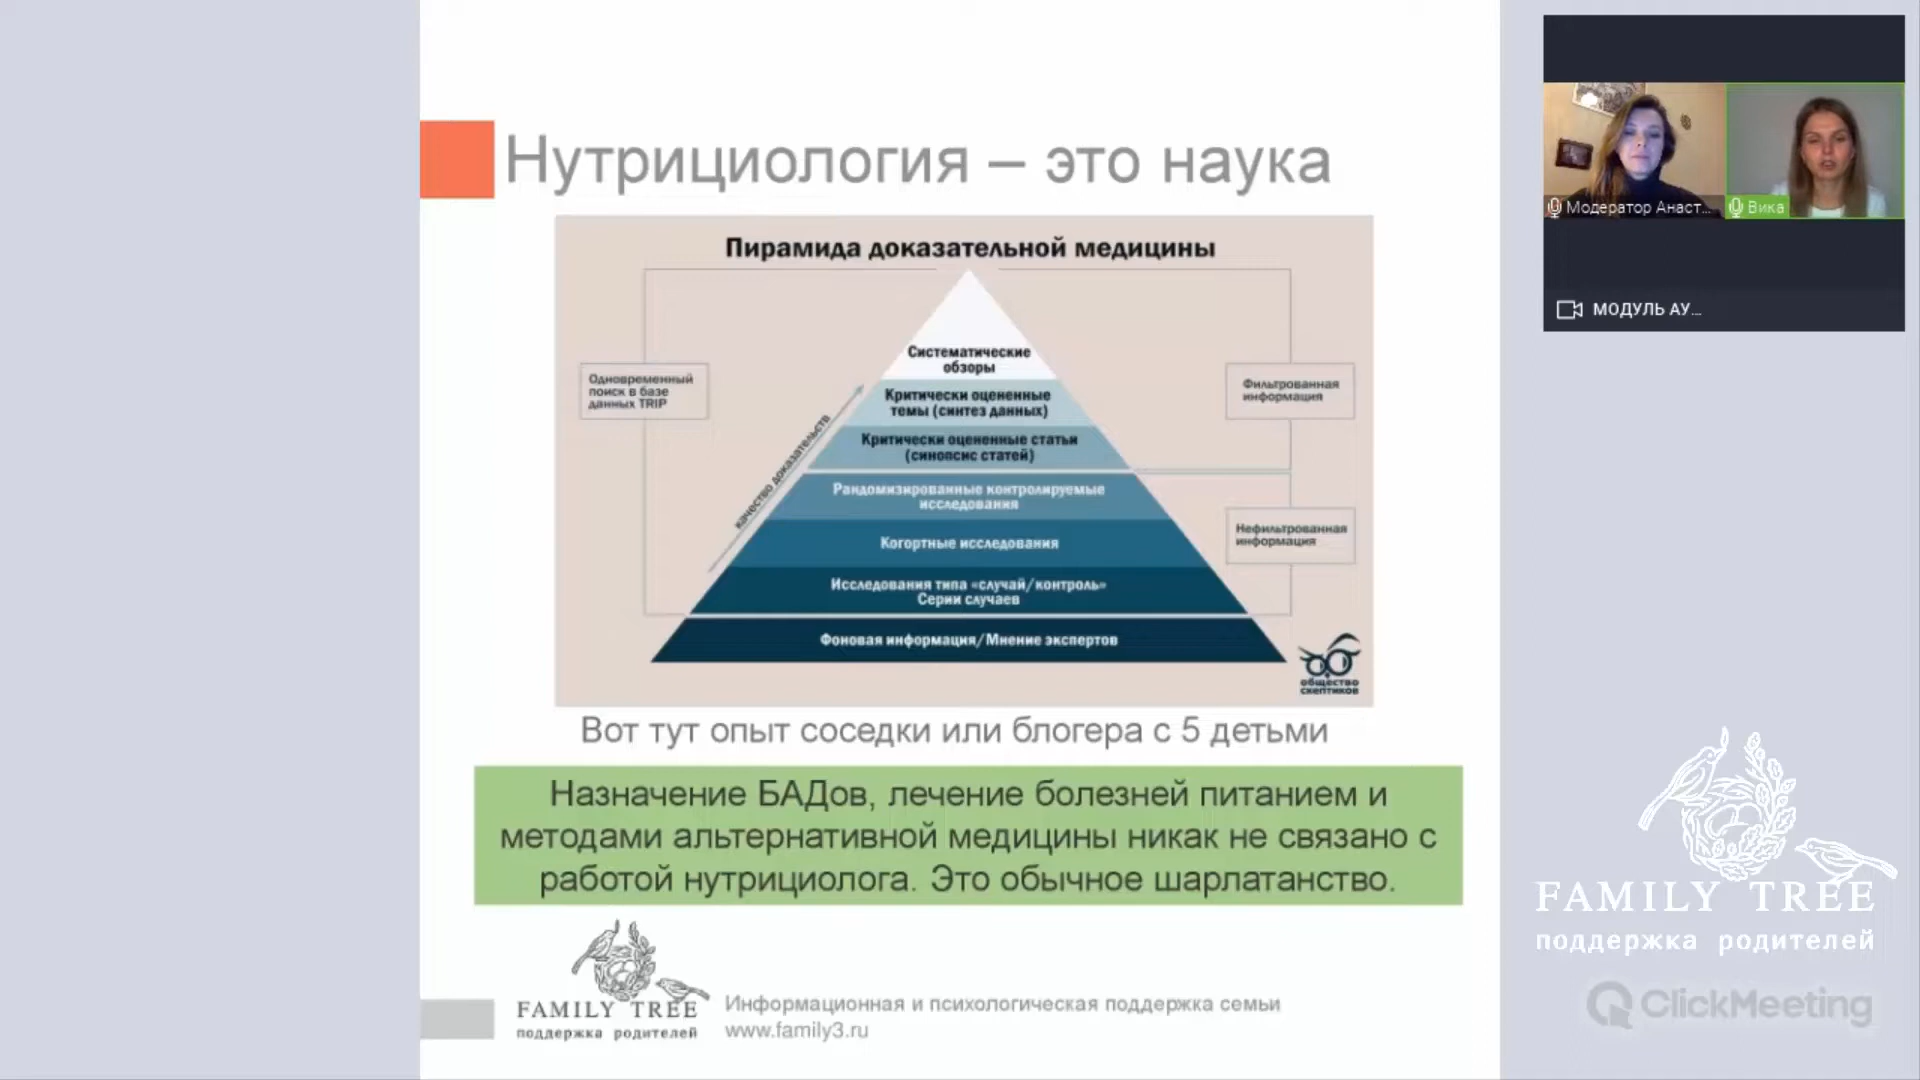 Нутрициология – это наука
Пирамида доказательной медицины
Систематические
обзоры
Критически оцененные
темы (синтез данных)
Критически оцененные статьи
(синопсис статей)
Рандомизированные контролируемые
исследования
Когортные исследования
Исследования типа «случай/контроль»
Серии случаев
Фоновая информация/Мнение экспертов
Одновременный
поиск в базе
данных TRIP
качество доказательств
Фильтрованная
информация
Нефильтрованная
информация
общество
скептиков
Вот тут опыт соседки или блогера с 5 детьми
Назначение БАДов, лечение болезней питанием и
методами альтернативной медицины никак не связано с
работой нутрициолога. Это обычное шарлатанство.
FAMILY TREE
поддержка родителей
Информационная и психологическая поддержка семьи
www.family3.ru
Модератор Анаст...
Вика
МОДУЛЬ АУ...
FAMILY TREE
поддержка родителей
ClickMeeting